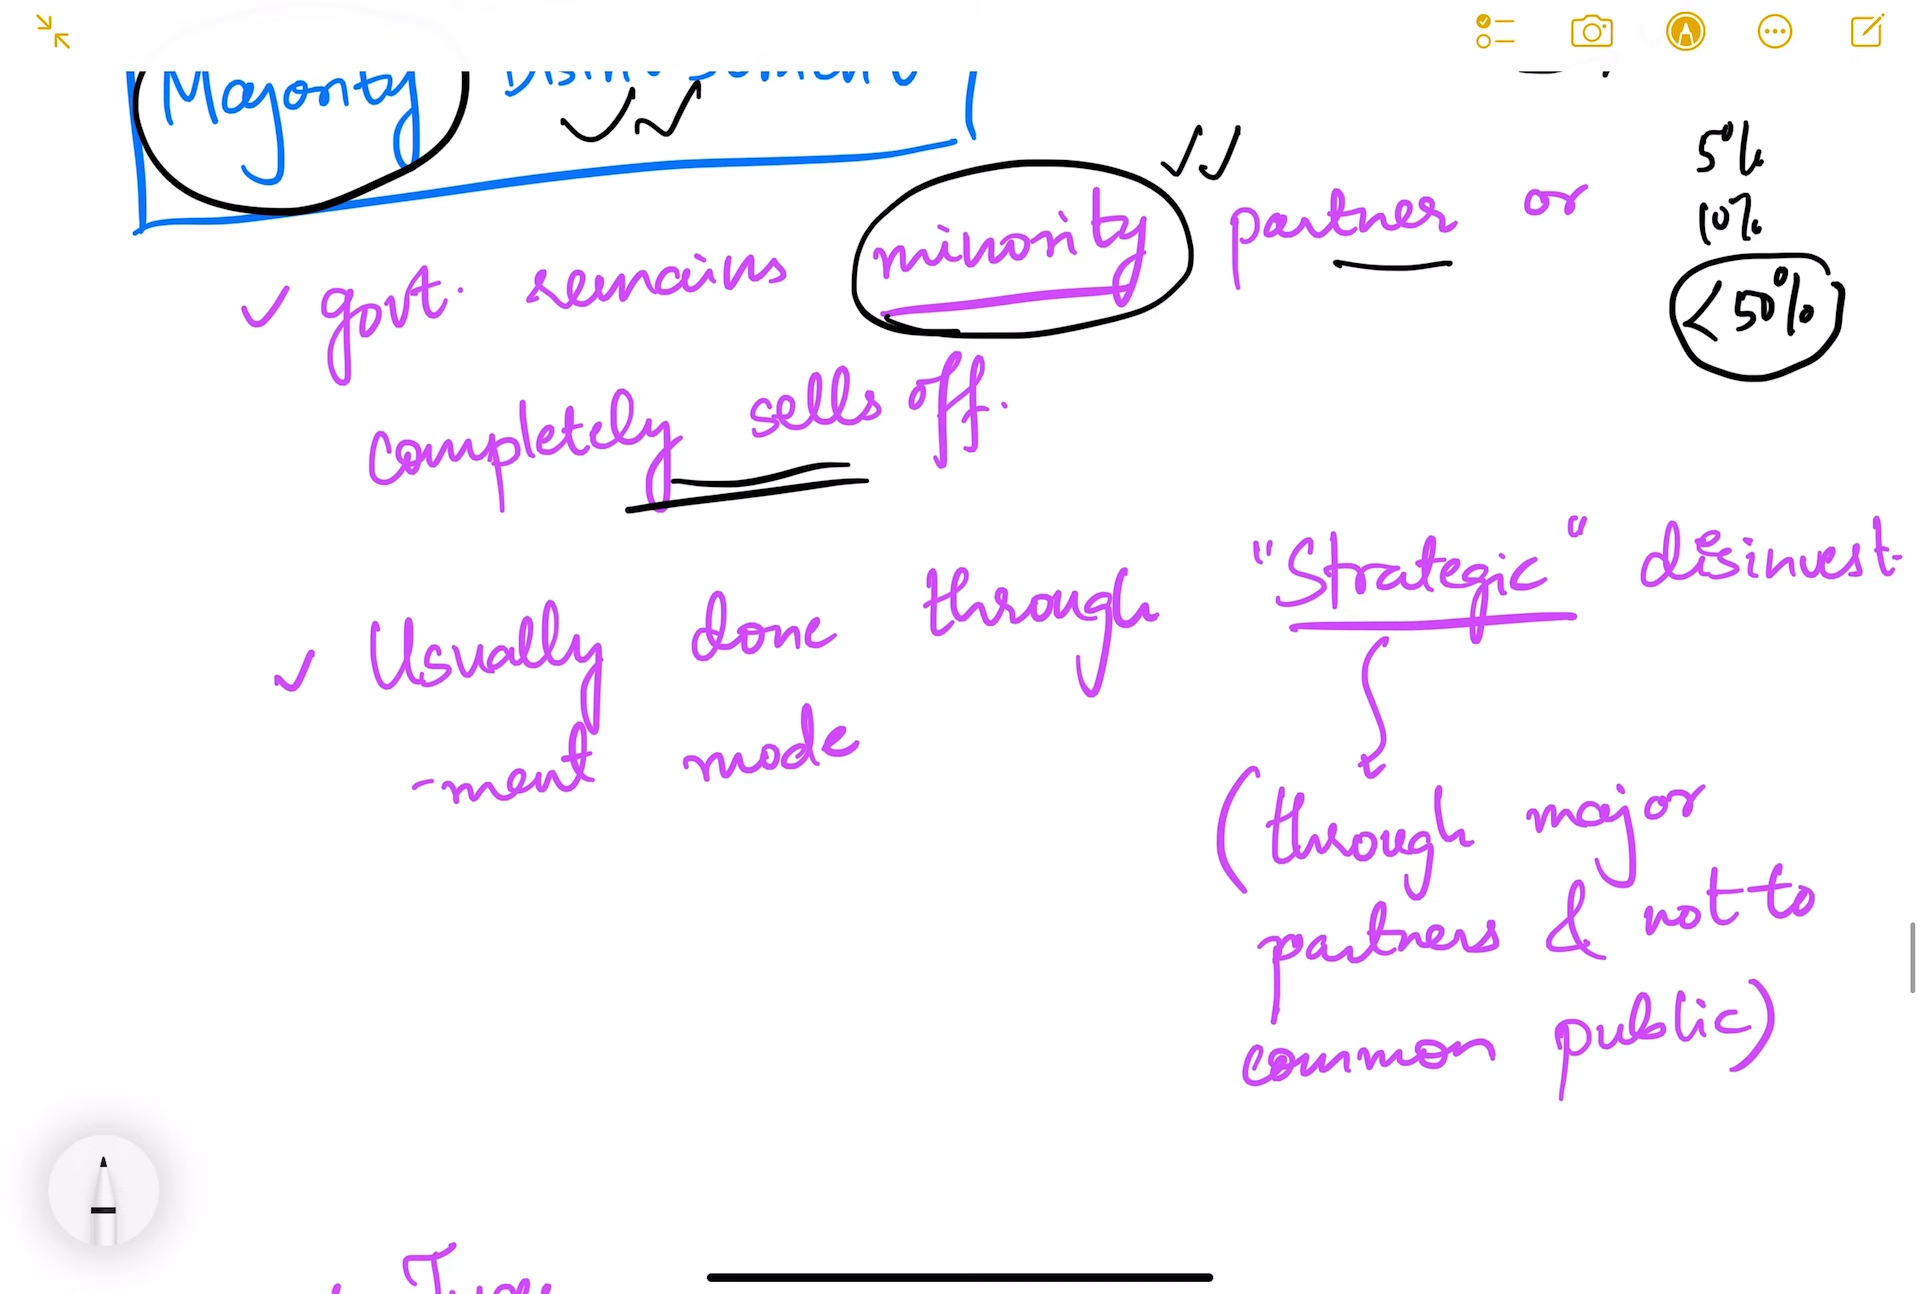 Majority
5%
10%
<50%
✓ govt. remains minority partner or
completely sells off.
✓ Usually done through "Strategic" disinvest-
-ment mode
(through major
partners & not to
common public)